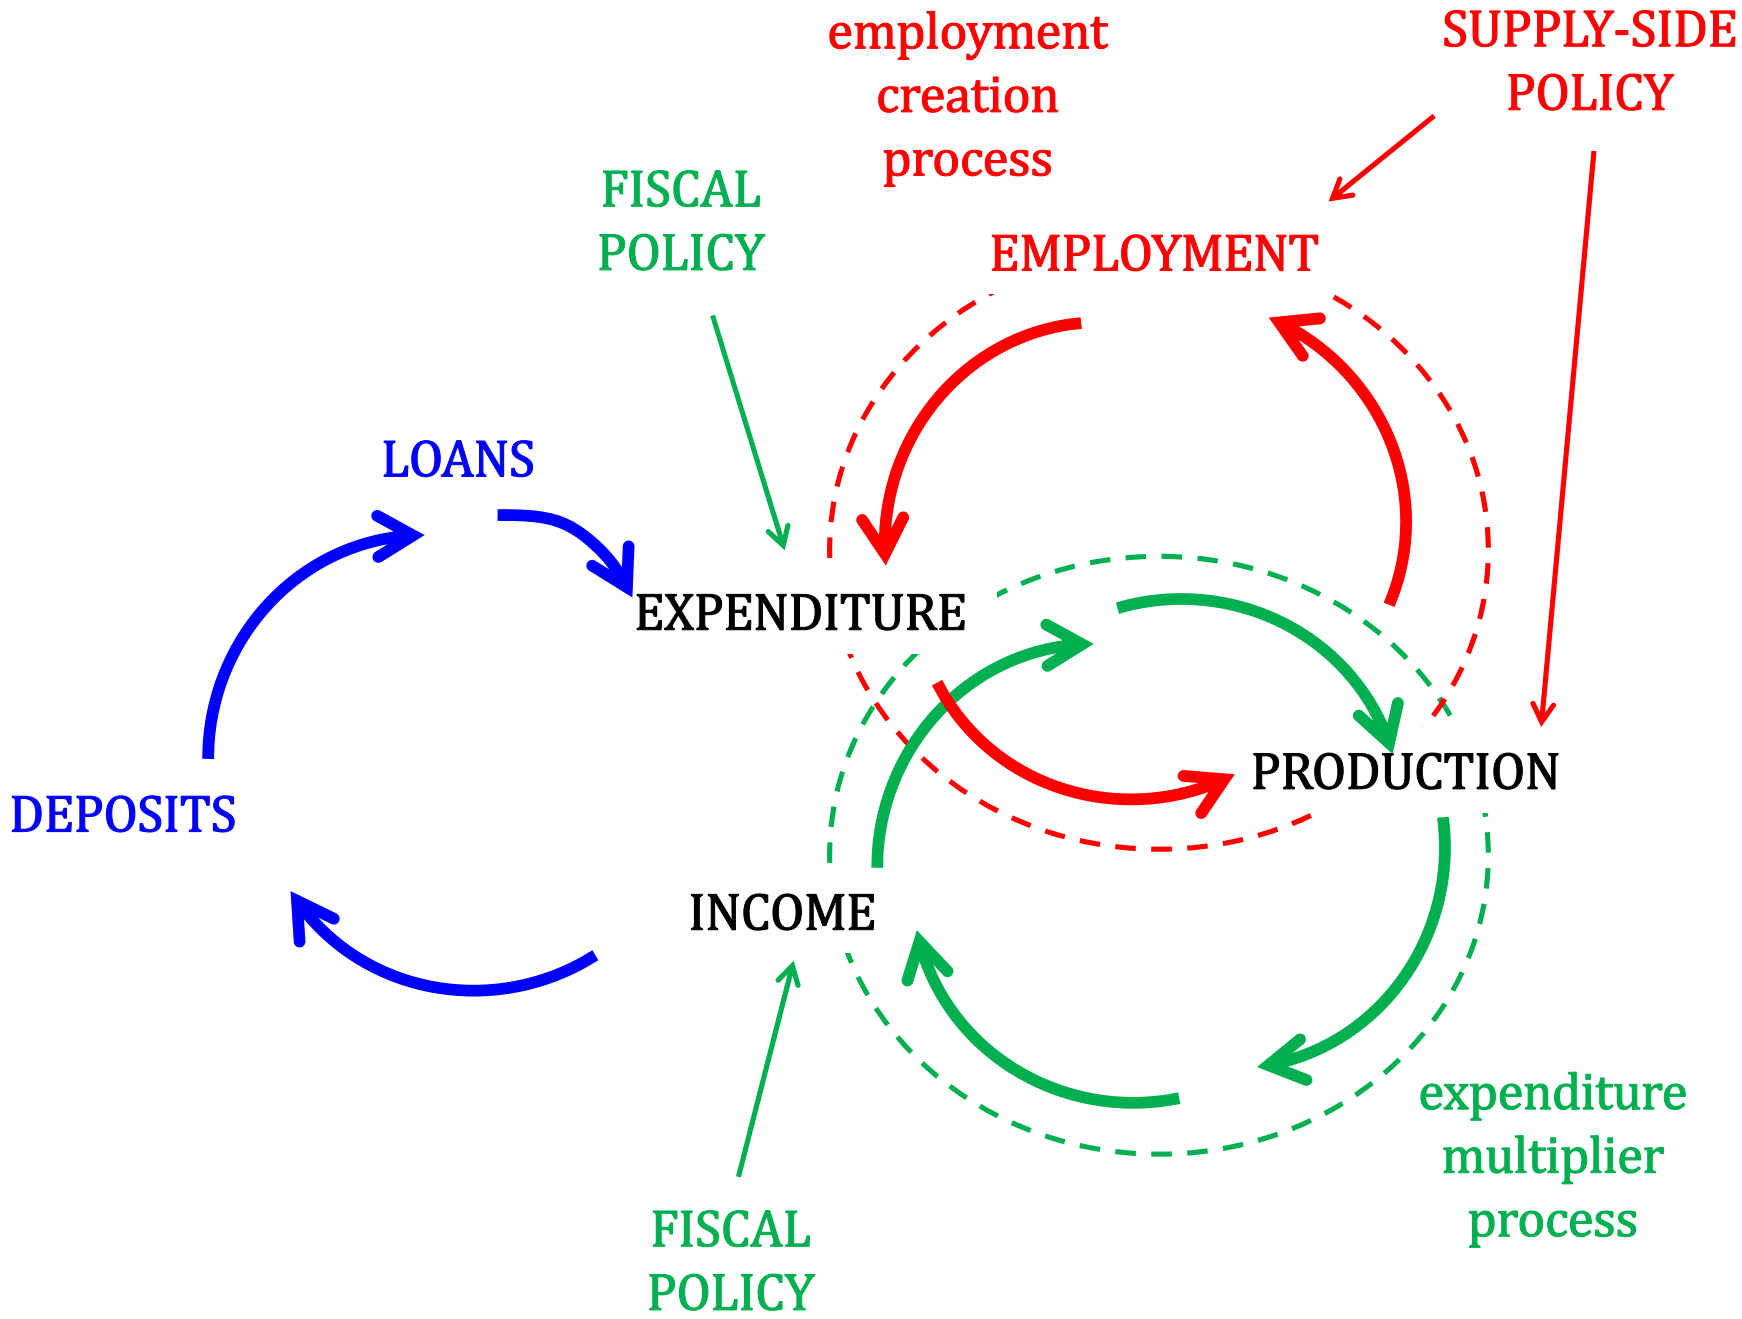 employment
creation
process
SUPPLY-SIDE
POLICY
FISCAL
POLICY
EMPLOYMENT
LOANS
EXPENDITURE
PRODUCTION
DEPOSITS
INCOME
expenditure
multiplier
process
FISCAL
POLICY